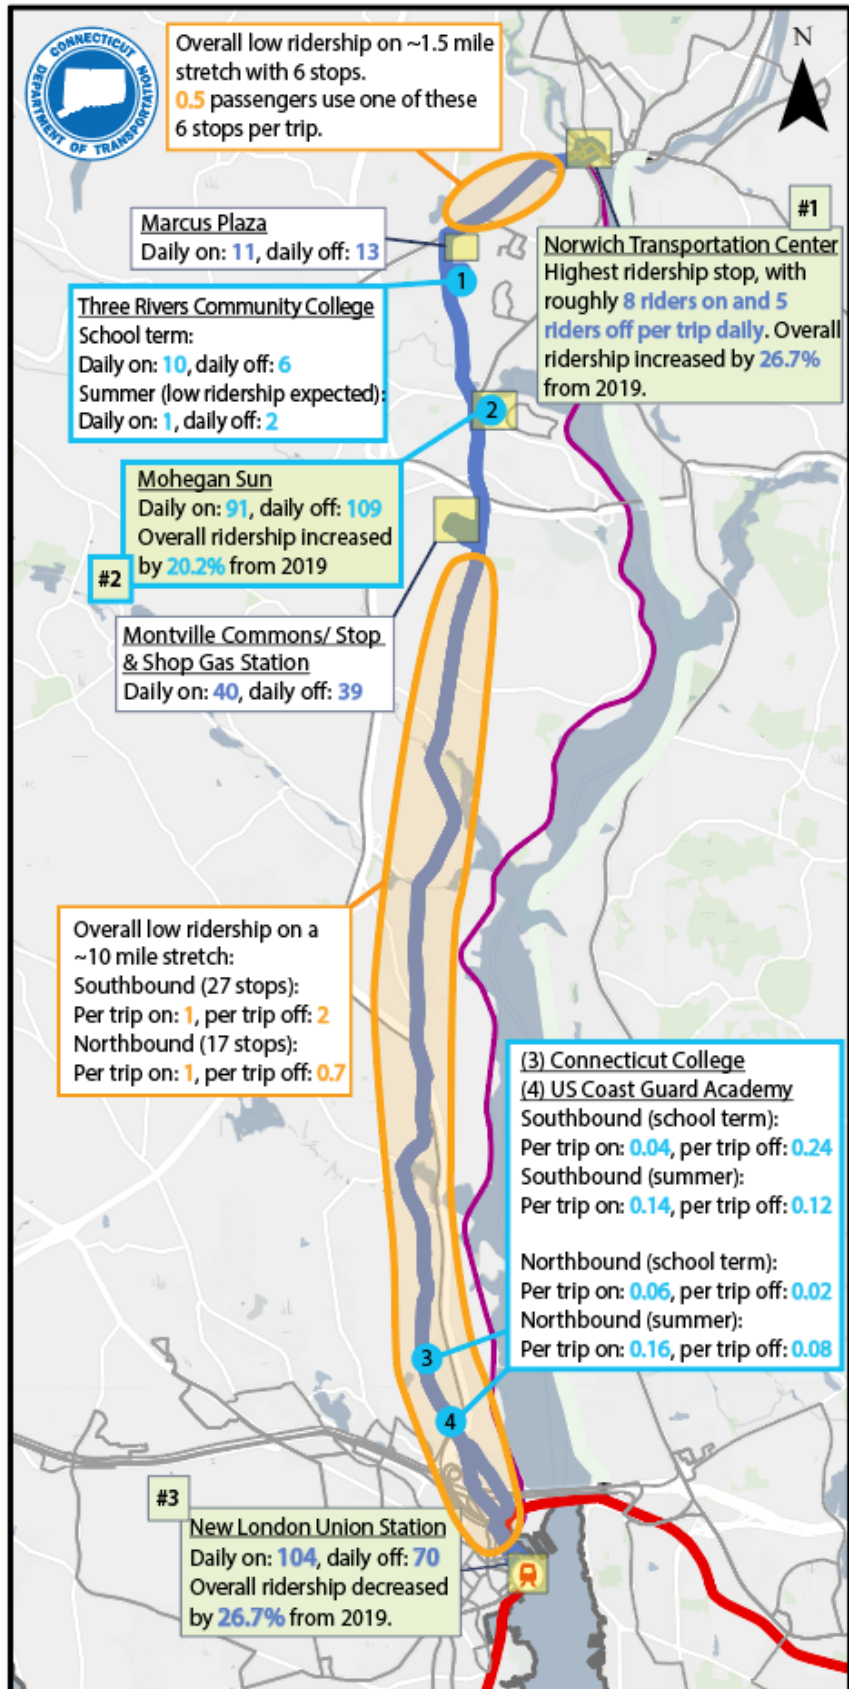 CONNECTICUT
DEPARTMENT OF TRANSPORTATION
Overall low ridership on ~1.5 mile
stretch with 6 stops.
0.5 passengers use one of these
6 stops per trip.
N
#1
Marcus Plaza
Daily on: 11, daily off: 13
Norwich Transportation Center
Highest ridership stop, with
roughly 8 riders on and 5
riders off per trip daily. Overall
ridership increased by 26.7%
from 2019.
1
Three Rivers Community College
School term:
Daily on: 10, daily off: 6
Summer (low ridership expected):
Daily on: 1, daily off: 2
2
Mohegan Sun
Daily on: 91, daily off: 109
Overall ridership increased
by 20.2% from 2019
#2
Montville Commons/ Stop
& Shop Gas Station
Daily on: 40, daily off: 39
Overall low ridership on a
~10 mile stretch:
Southbound (27 stops):
Per trip on: 1, per trip off: 2
Northbound (17 stops):
Per trip on: 1, per trip off: 0.7
(3) Connecticut College
(4) US Coast Guard Academy
Southbound (school term):
Per trip on: 0.04, per trip off: 0.24
Southbound (summer):
Per trip on: 0.14, per trip off: 0.12
Northbound (school term):
Per trip on: 0.06, per trip off: 0.02
Northbound (summer):
Per trip on: 0.16, per trip off: 0.08
3
4
#3
New London Union Station
Daily on: 104, daily off: 70
Overall ridership decreased
by 26.7% from 2019.